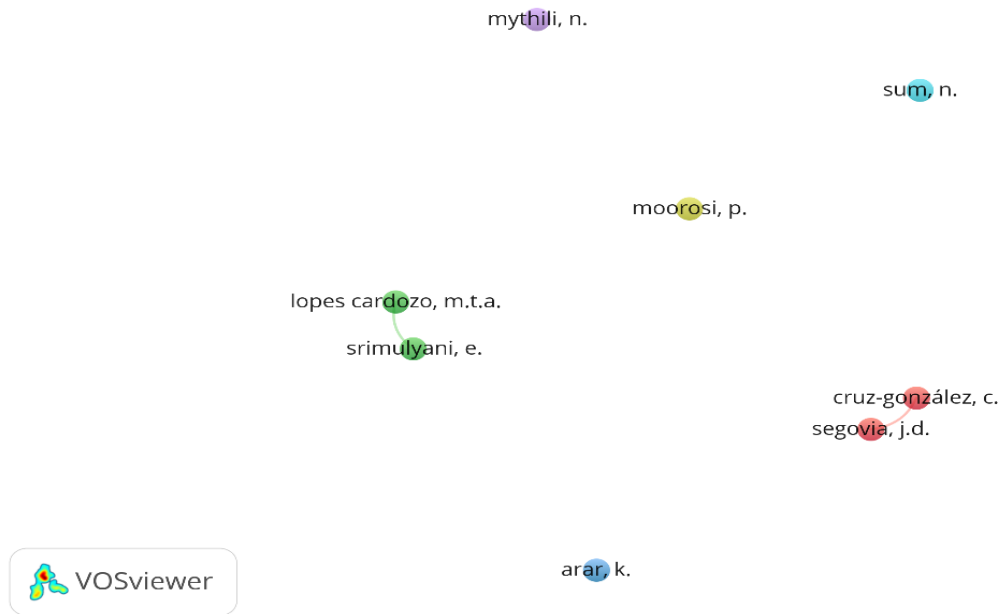 mythili, n.
sum, n.
moorosi, p.
lopes cardozo, m.t.a.
srimulyani, e.
cruz-gonzález, c.
segovia, j.d.
arar, k.
VOSviewer